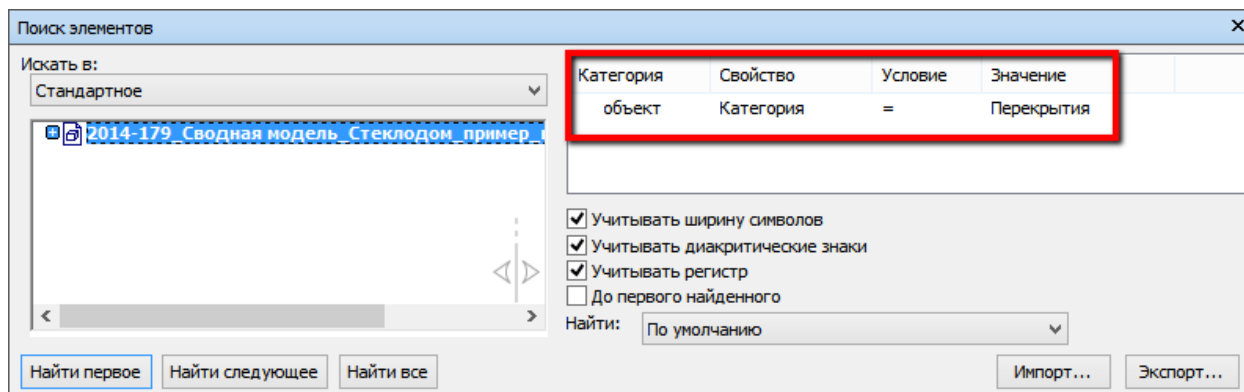 Поиск элементов
Искать в:
Стандартное
2014-179_Сводная модель_Стеклодом_пример_
Категория Свойство Условие Значение
объект Категория = Перекрытия
Учитывать ширину символов
Учитывать диакритические знаки
Учитывать регистр
До первого найденного
Найти: По умолчанию
Найти первое Найти следующее Найти все Импорт... Экспорт...